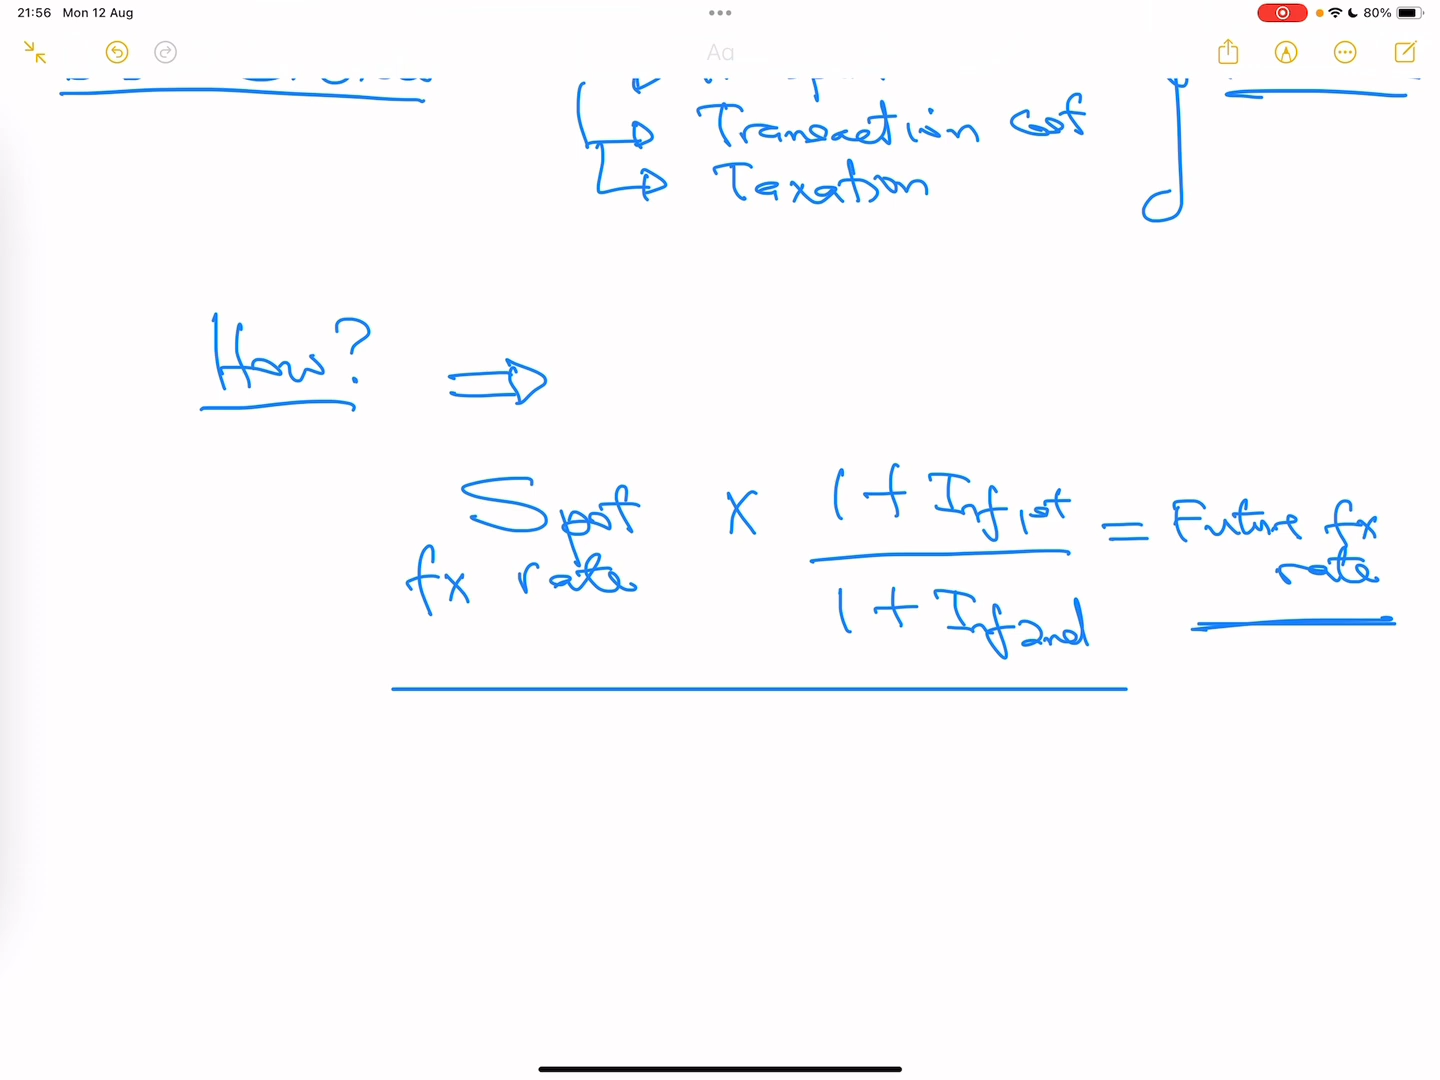 21:56 Mon 12 Aug
80%
Aa
Transaction cost
Taxation
How? ⇒
Spot fx rate × (1 + Inf 1st) / (1 + Inf 2nd) = Future fx rate